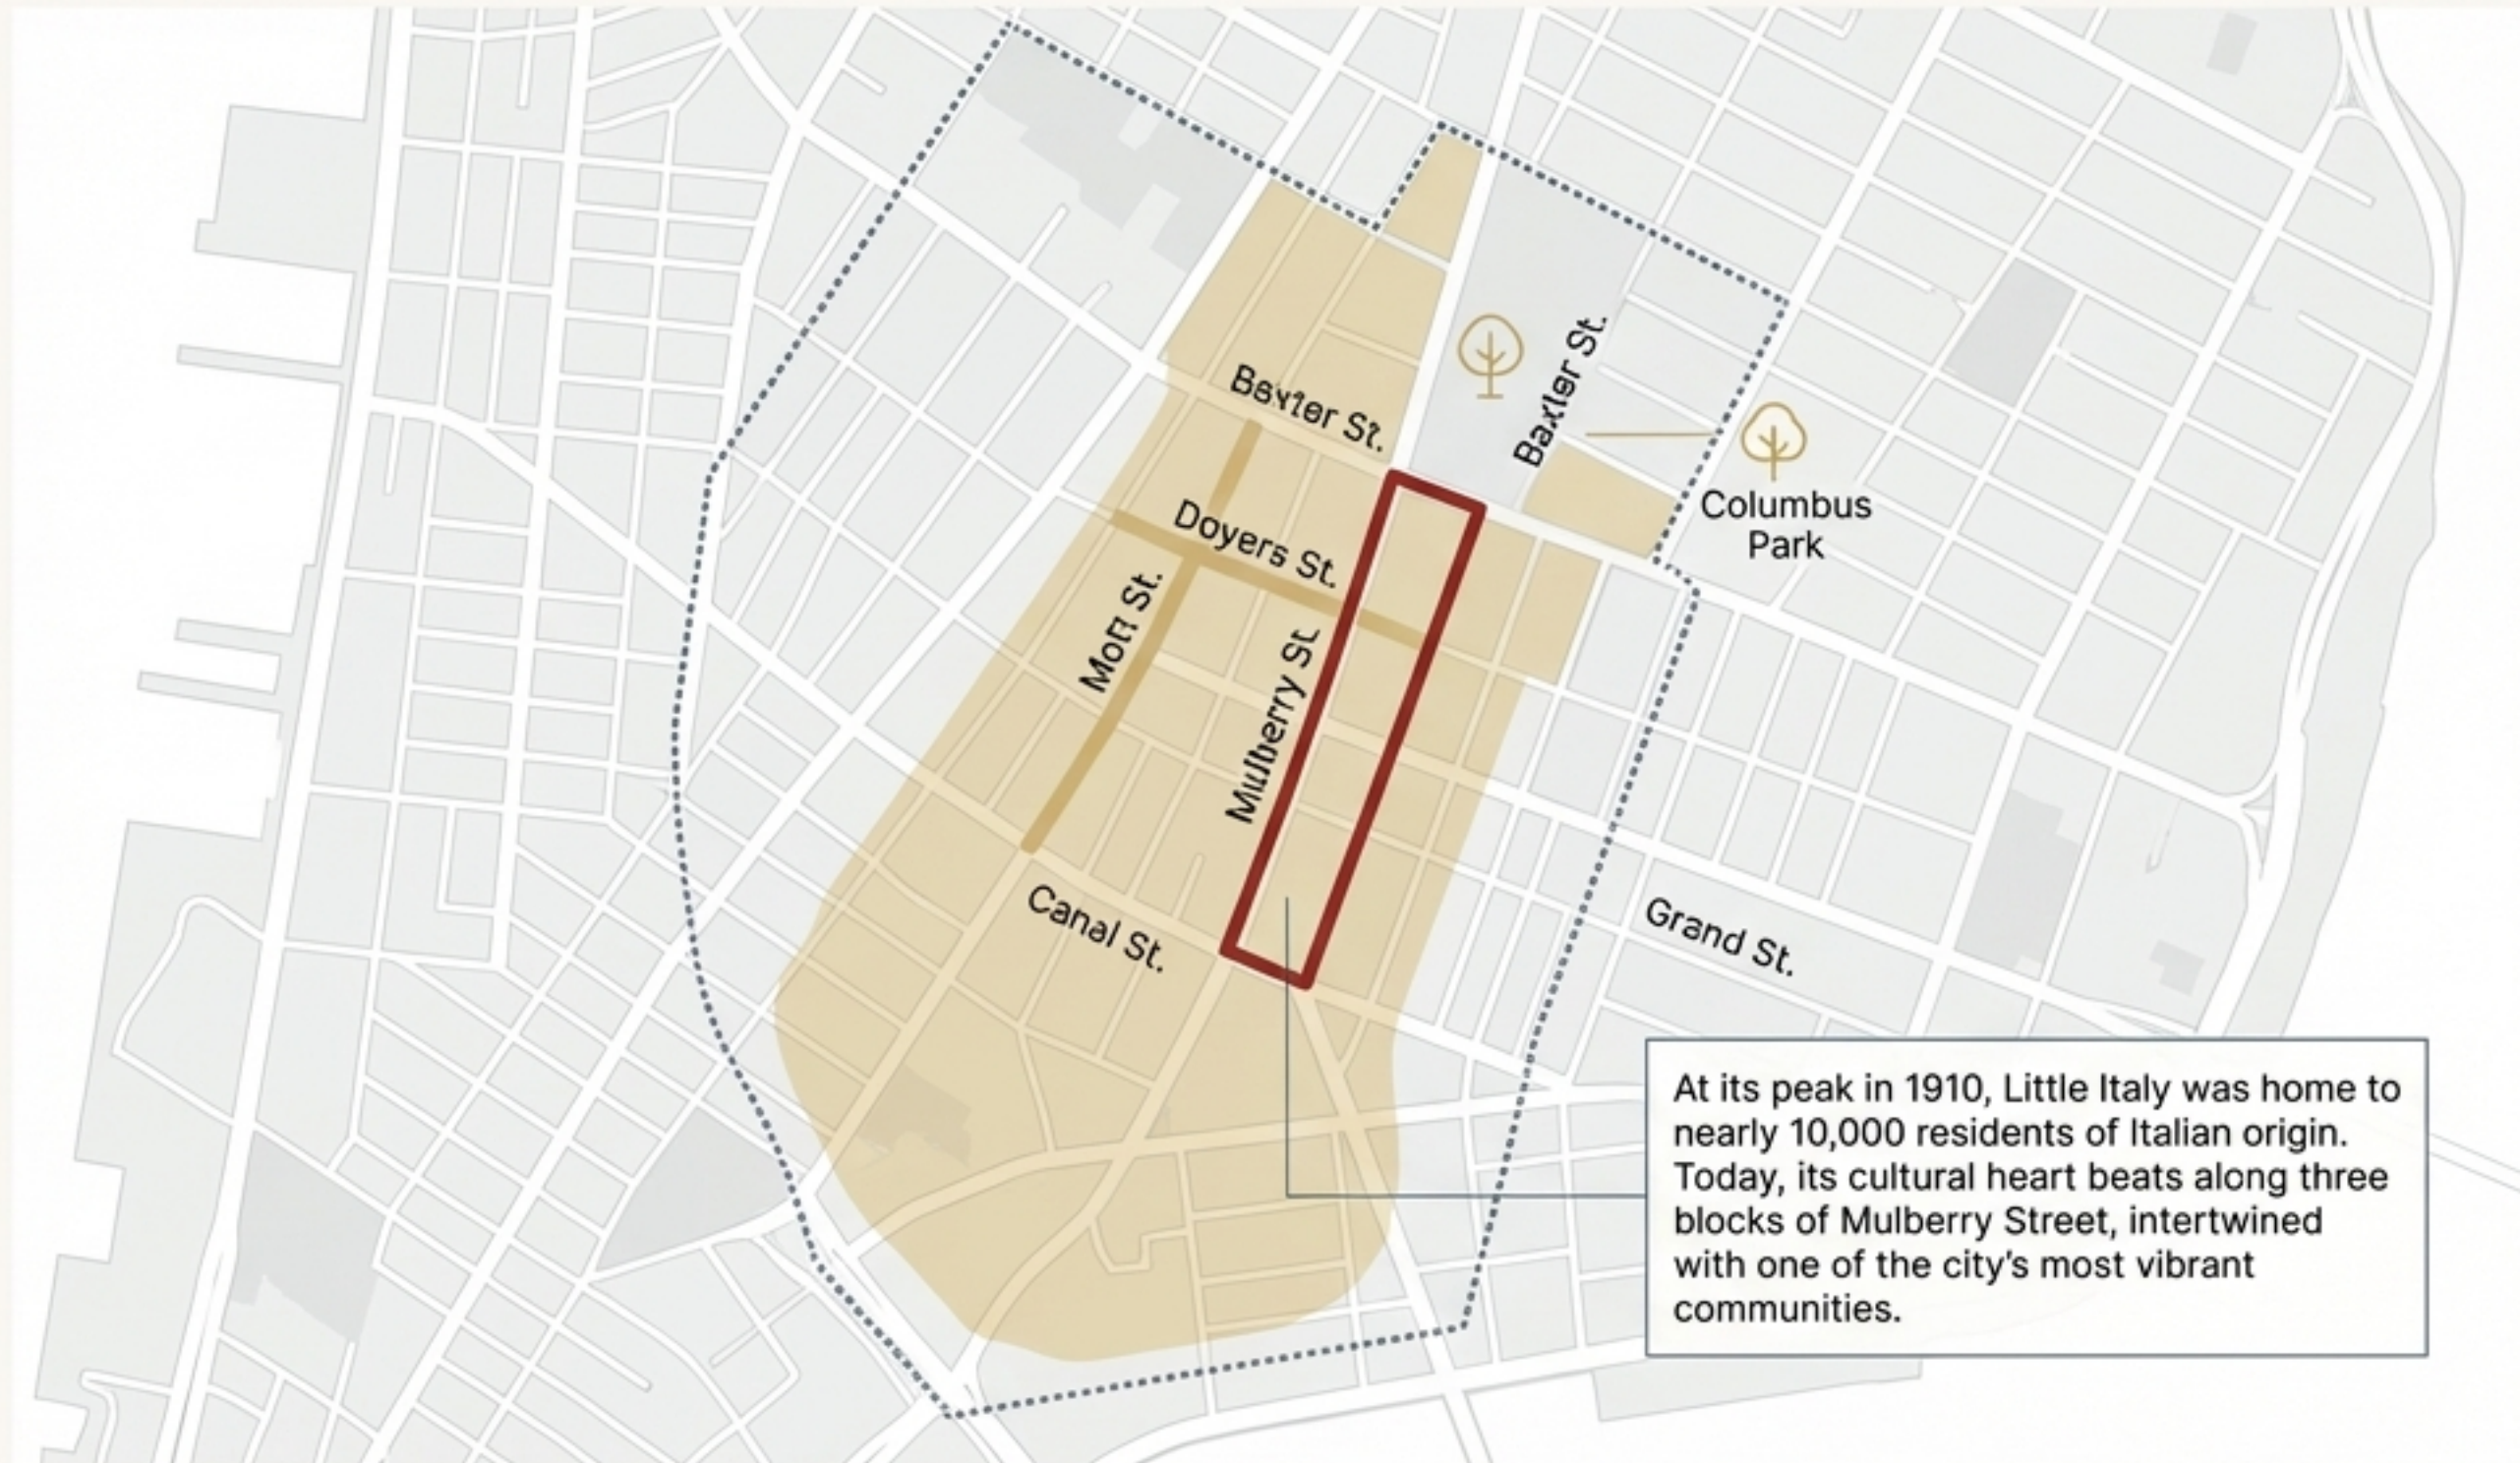 Baxter St.
Doyers St.
Mott St.
Mulberry St.
Canal St.
Columbus
Park
Grand St.
At its peak in 1910, Little Italy was home to
nearly 10,000 residents of Italian origin.
Today, its cultural heart beats along three
blocks of Mulberry Street, intertwined
with one of the city's most vibrant
communities.